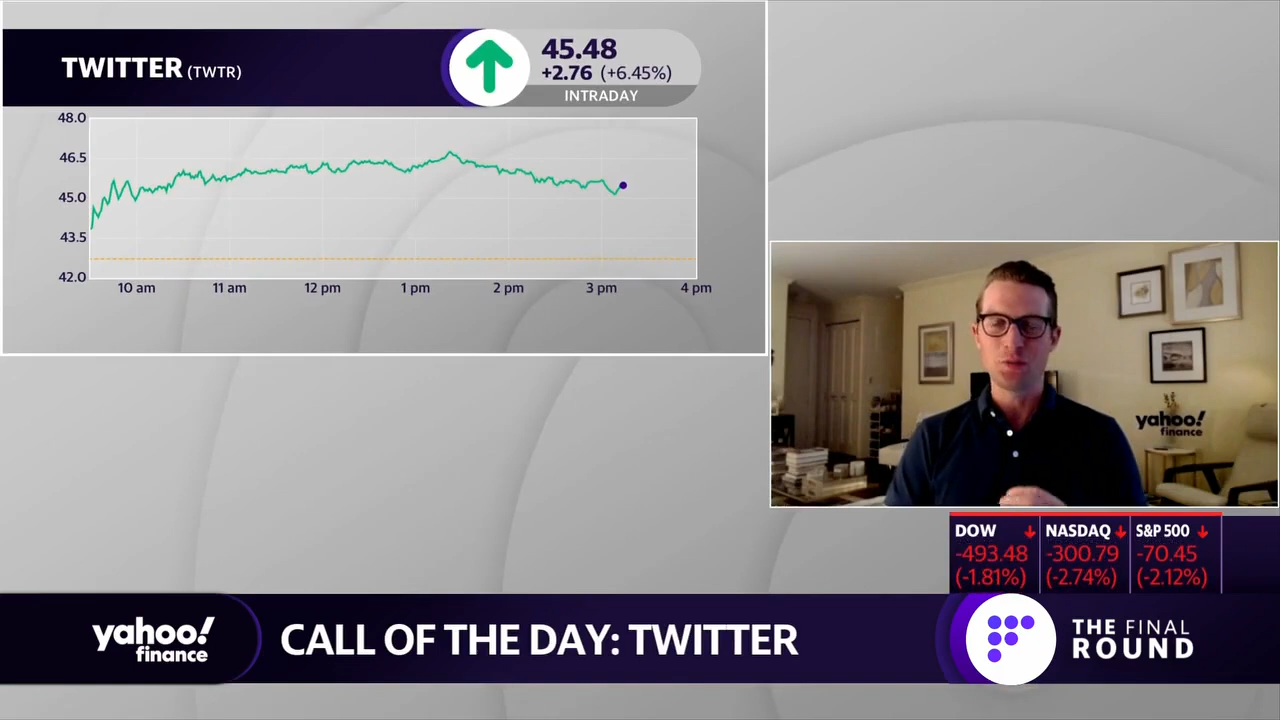 TWITTER (TWTR)
45.48
+2.76 (+6.45%)
INTRADAY
48.0
46.5
45.0
43.5
42.0
10 am 11 am 12 pm 1 pm 2 pm 3 pm 4 pm
yahoo!
finance
DOW NASDAQ S&P 500
-493.48 -300.79 -70.45
(-1.81%) (-2.74%) (-2.12%)
yahoo!
finance
CALL OF THE DAY: TWITTER
THE FINAL
ROUND